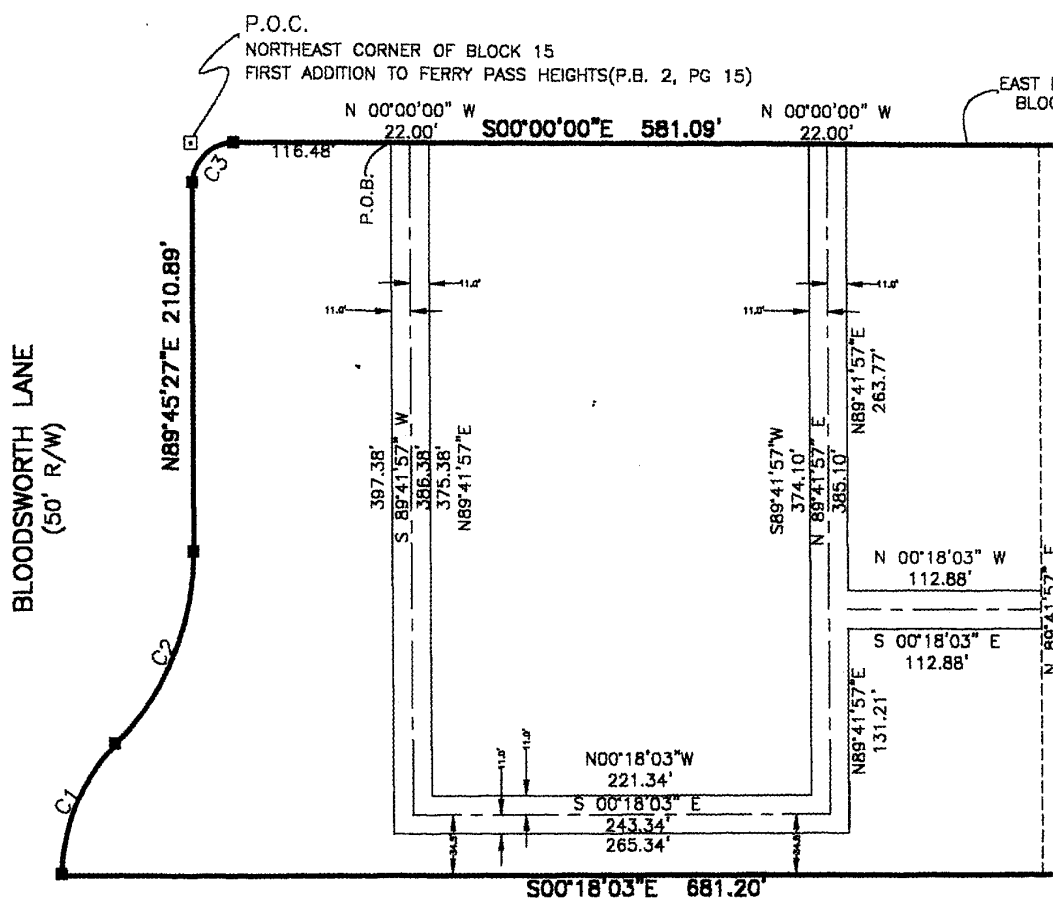 P.O.C.
NORTHEAST CORNER OF BLOCK 15
FIRST ADDITION TO FERRY PASS HEIGHTS(P.B. 2, PG 15)
EAST
N 00°00'00" W
22.00'
S00°00'00"E 581.09'
N 00°00'00" W
22.00'
116.48'
C3
P.O.B.
N89°45'27"E 210.89'
BLOODSWORTH LANE
(50' R/W)
11.0'
11.0'
11.0'
11.0'
397.38'
S 89°41'57" W
386.38'
375.38'
N89°41'57"E
S89°41'57"W
374.10'
N 89°41'57" E
385.10'
N89°41'57"E
263.77'
N 00°18'03" W
112.88'
S 00°18'03" E
112.88'
N 89°41'57" E
N89°41'57"E
131.21'
C2
C1
11.0'
11.0'
N00°18'03"W
221.34'
S 00°18'03" E
243.34'
265.34'
S00°18'03"E 681.20'